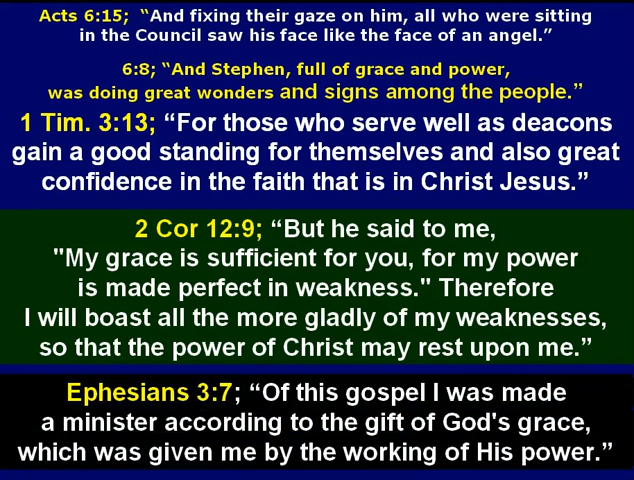 Acts 6:15;  “And fixing their gaze on him, all who were sitting
in the Council saw his face like the face of an angel.”
6:8; “And Stephen, full of grace and power,
was doing great wonders and signs among the people.”
1 Tim. 3:13; “For those who serve well as deacons
gain a good standing for themselves and also great
confidence in the faith that is in Christ Jesus.”
2 Cor 12:9; “But he said to me,
"My grace is sufficient for you, for my power
is made perfect in weakness." Therefore
I will boast all the more gladly of my weaknesses,
so that the power of Christ may rest upon me.”
Ephesians 3:7; “Of this gospel I was made
a minister according to the gift of God's grace,
which was given me by the working of His power.”